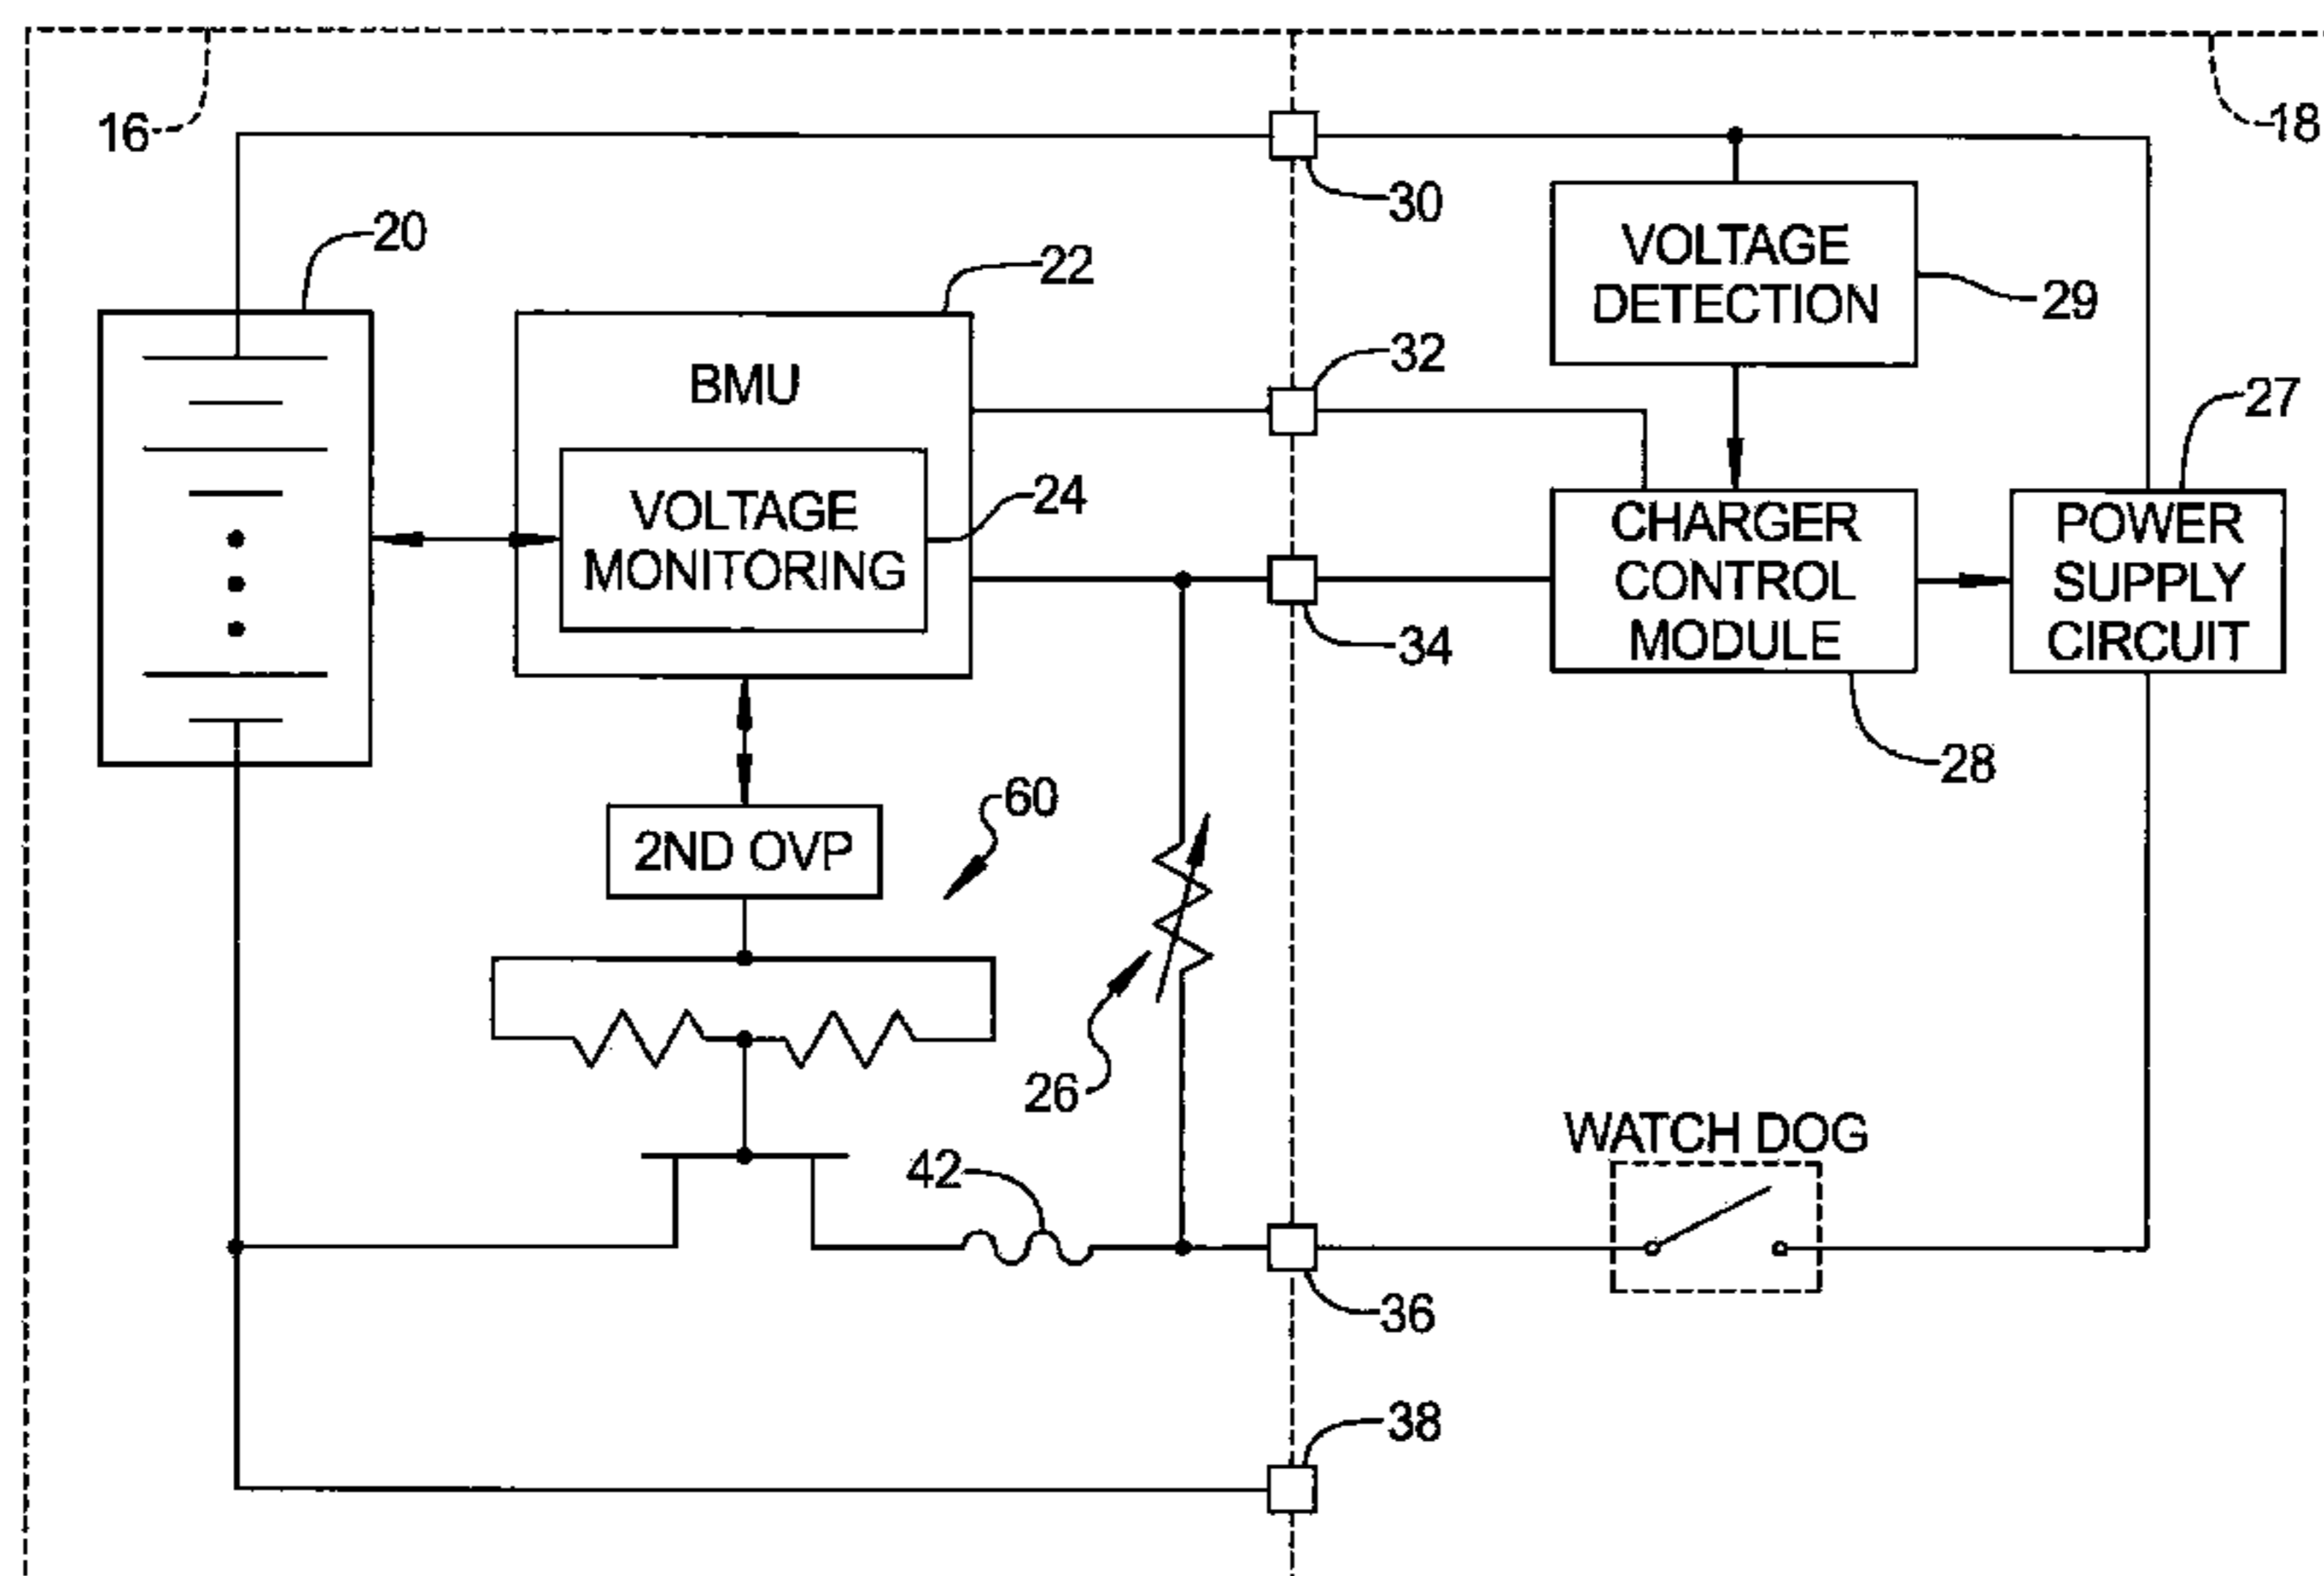 16
18
30
20
22
VOLTAGE
DETECTION
29
32
BMU
27
VOLTAGE
MONITORING
24
CHARGER
CONTROL
MODULE
POWER
SUPPLY
CIRCUIT
34
28
60
2ND OVP
26
WATCH DOG
42
36
38